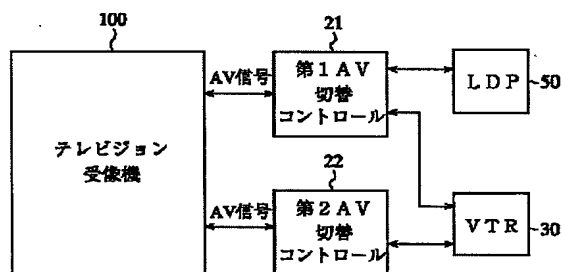 100
テレビジョン
受像機
AV信号
21
第1AV
切替
コントロール
LDP
50
AV信号
22
第2AV
切替
コントロール
VTR
30